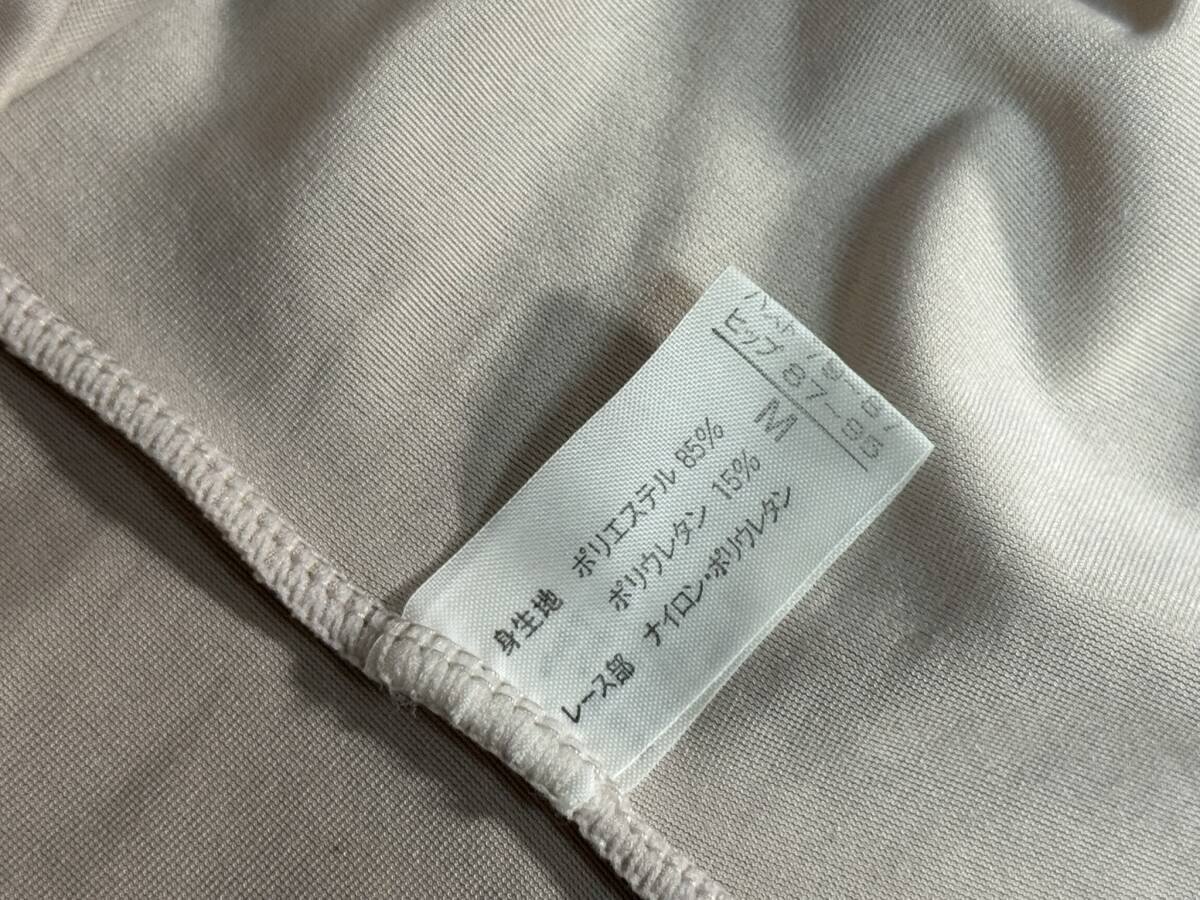 バスト 79－87
ヒップ 87－95
M
身生地 ポリエステル 85%
ポリウレタン 15%
レース部 ナイロン・ポリウレタン